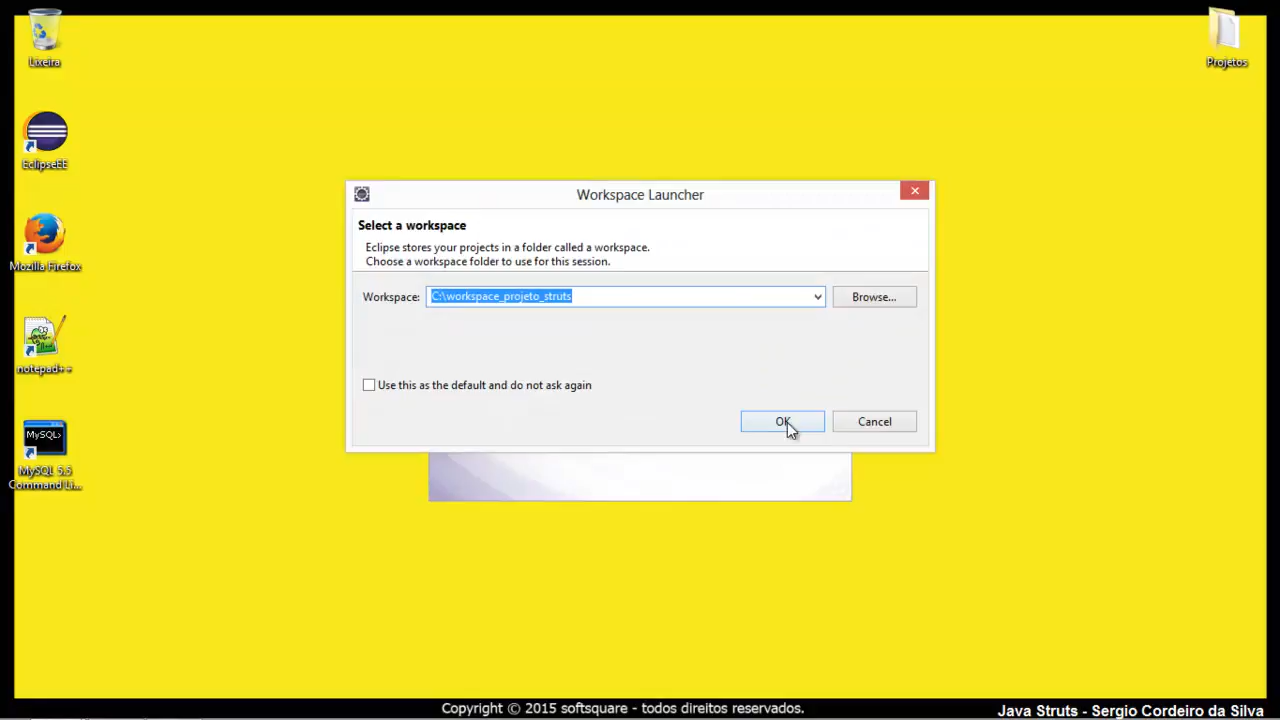 Lixeira
Projetos
EclipseEE
Mozilla Firefox
notepad++
MySQL>
MySQL 5.5
Command Li...
Workspace Launcher
Select a workspace
Eclipse stores your projects in a folder called a workspace.
Choose a workspace folder to use for this session.
Workspace:
C:\workspace_projeto_struts
Browse...
Use this as the default and do not ask again
OK
Cancel
Copyright © 2015 softsquare - todos direitos reservados.
Java Struts - Sergio Cordeiro da Silva